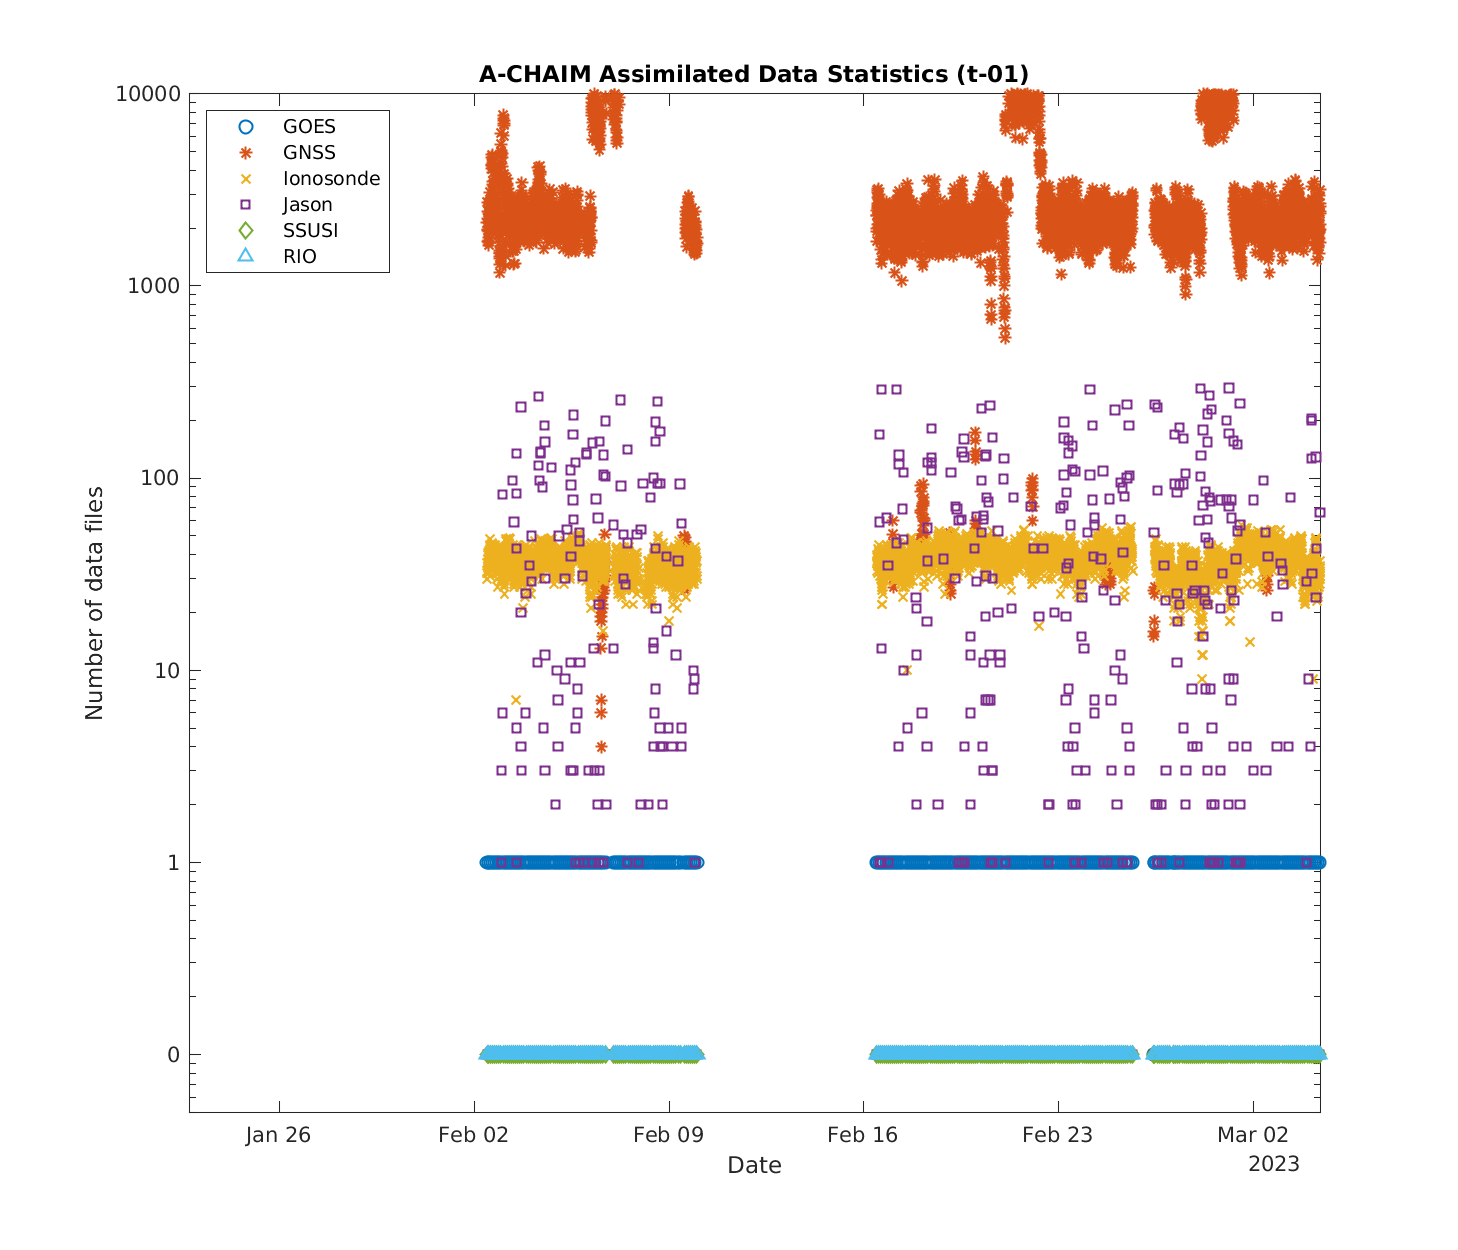 A-CHAIM Assimilated Data Statistics (t-01)
10000
1000
100
10
1
0
Number of data files
GOES
GNSS
Ionosonde
Jason
SSUSI
RIO
Jan 26
Feb 02
Feb 09
Feb 16
Feb 23
Mar 02
2023
Date